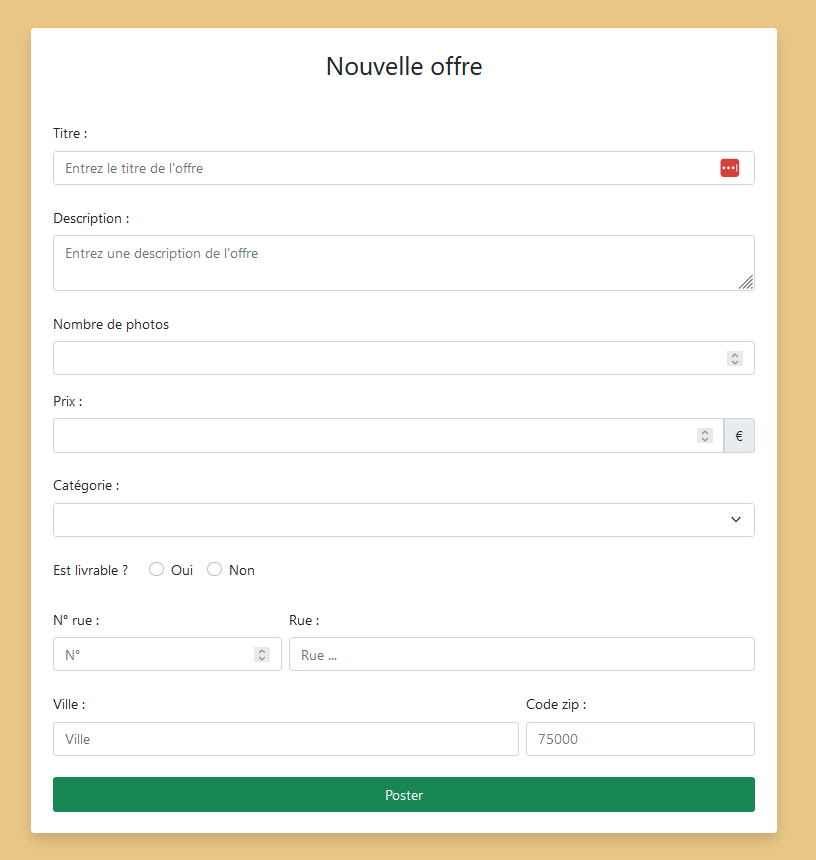 Nouvelle offre
Titre :
Entrez le titre de l'offre
Description :
Entrez une description de l'offre
Nombre de photos
Prix :
€
Catégorie :
Est livrable ? Oui Non
N° rue : Rue :
N° Rue ...
Ville : Code zip :
Ville 75000
Poster